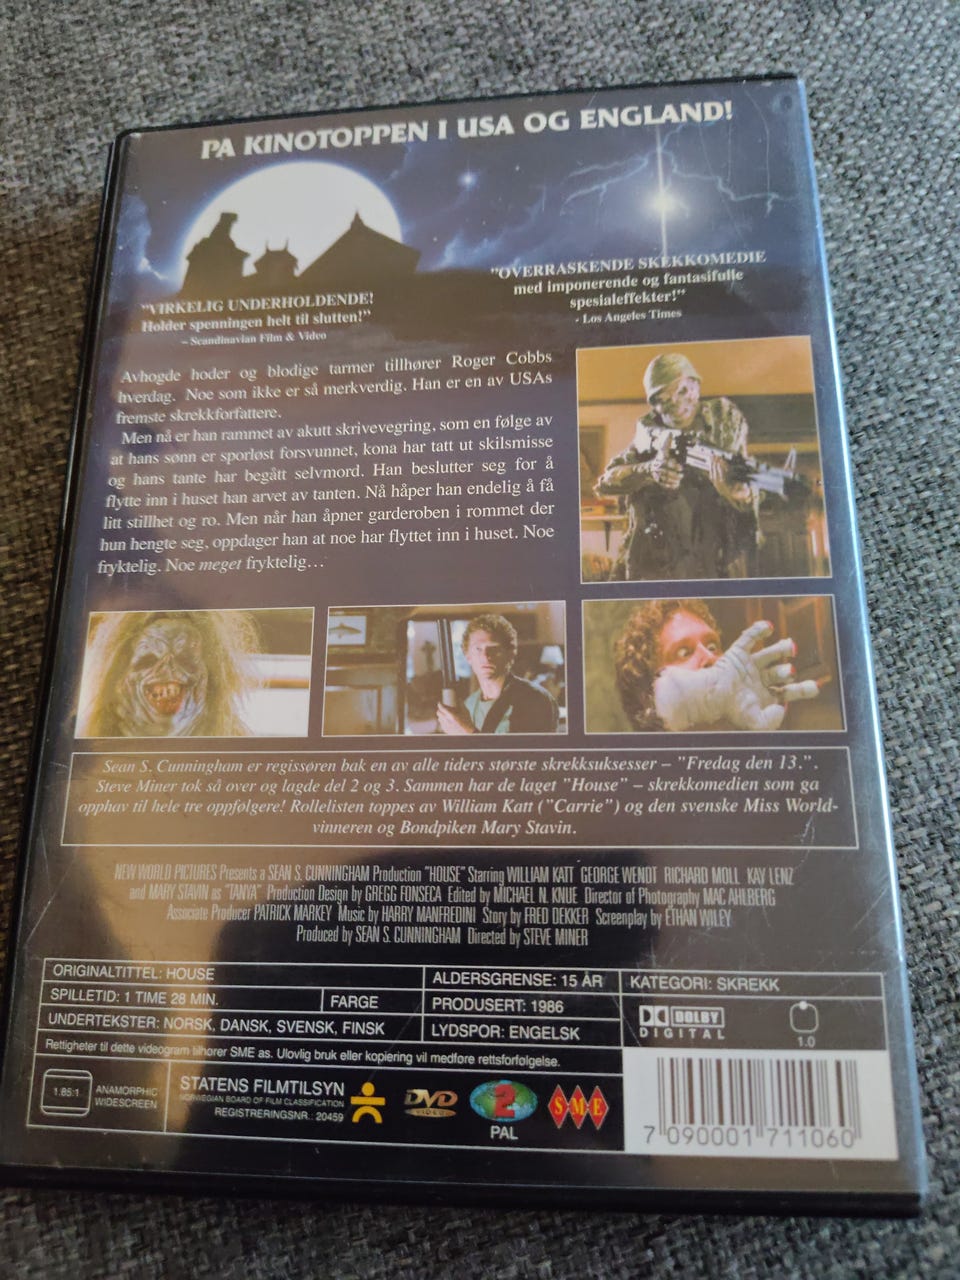 PÅ KINOTOPPEN I USA OG ENGLAND!
"VIRKELIG UNDERHOLDENDE!
Holder spenningen helt til slutten!"
- Scandinavian Film & Video
"OVERRASKENDE SKEKKOMEDIE
med imponerende og fantasifulle
spesialeffekter!"
- Los Angeles Times
Avhogde hoder og blodige tarmer tillhører Roger Cobbs
hverdag. Noe som ikke er så merkverdig. Han er en av USAs
fremste skrekkforfattere.
Men nå er han rammet av akutt skrivevegring, som en følge av
at hans sønn er sporløst forsvunnet, kona har tatt ut skilsmisse
og hans tante har begått selvmord. Han beslutter seg for å
flytte inn i huset han arvet av tanten. Nå håper han endelig å få
litt stillhet og ro. Men når han åpner garderoben i rommet der
hun hengte seg, oppdager han at noe har flyttet inn i huset. Noe
fryktelig. Noe meget fryktelig…
Sean S. Cunningham er regissøren bak en av alle tiders største skrekksuksesser – "Fredag den 13.".
Steve Miner tok så over og lagde del 2 og 3. Sammen har de laget "House" – skrekkomedien som ga
opphav til hele tre oppfølgere! Rollelisten toppes av William Katt ("Carrie") og den svenske Miss World-
vinneren og Bondpiken Mary Stavin.
NEW WORLD PICTURES Presents a SEAN S. CUNNINGHAM Production "HOUSE" Starring WILLIAM KATT GEORGE WENDT RICHARD MOLL KAY LENZ
and MARY STAVIN as "TANYA" Production Design by GREGG FONSECA Edited by MICHAEL N. KNUE Director of Photography MAC AHLBERG
Associate Producer PATRICK MARKEY Music by HARRY MANFREDINI Story by FRED DEKKER Screenplay by ETHAN WILEY
Produced by SEAN S. CUNNINGHAM Directed by STEVE MINER
ORIGINALTITTEL: HOUSE
ALDERSGRENSE: 15 ÅR
KATEGORI: SKREKK
SPILLETID: 1 TIME 28 MIN.
FARGE
PRODUSERT: 1986
UNDERTEKSTER: NORSK, DANSK, SVENSK, FINSK
LYDSPOR: ENGELSK
DOLBY
DIGITAL
1.0
Rettigheter til dette videogram tilhører SME as. Ulovlig bruk eller kopiering vil medføre rettsforfølgelse.
1.85:1
ANAMORPHIC
WIDESCREEN
STATENS FILMTILSYN
NORWEGIAN BOARD OF FILM CLASSIFICATION
REGISTRERINGSNR.: 20459
DVD
VIDEO
2
PAL
SME
7 090001 711060